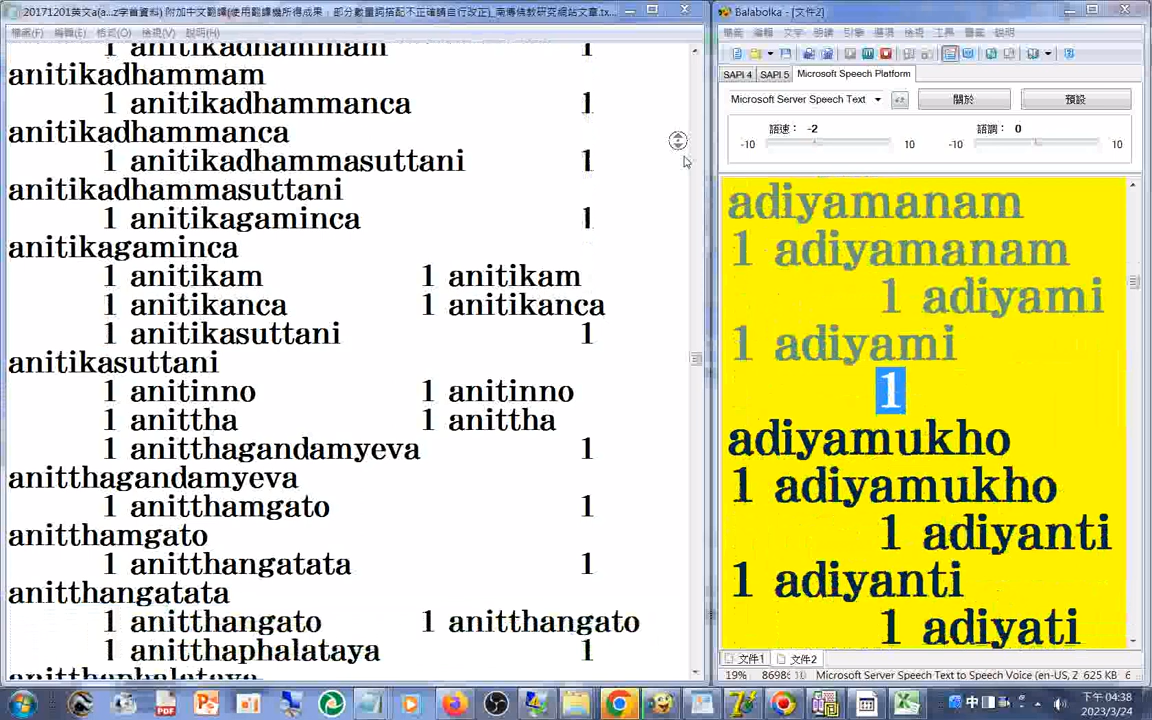 20171201英文a(a...z字首資料) 附加中文翻譯(使用翻譯機所得成果﹐部分數量詞搭配不正確請自行改正)_南傳佛教研究網站文章.tx...
檔案(F) 編輯(E) 格式(O) 檢視(V) 說明(H)
anitikadhammam 1
anitikadhammam
1 anitikadhammanca 1
anitikadhammanca
1 anitikadhammasuttani 1
anitikadhammasuttani
1 anitikagaminca 1
anitikagaminca
1 anitikam 1 anitikam
1 anitikanca 1 anitikanca
1 anitikasuttani 1
anitikasuttani
1 anitinno 1 anitinno
1 anittha 1 anittha
1 anitthagandamyeva 1
anitthagandamyeva
1 anitthamgato 1
anitthamgato
1 anitthangatata 1
anitthangatata
1 anitthangato 1 anitthangato
1 anitthaphalataya 1
anitthaphalataya
Balabolka - [文件2]
SAPI 4 SAPI 5 Microsoft Speech Platform
Microsoft Server Speech Text 關於 預設
語速： -2 語調： 0
-10 10 -10 10
adiyamanam
1 adiyamanam
1 adiyami
1 adiyami
1
adiyamukho
1 adiyamukho
1 adiyanti
1 adiyanti
1 adiyati
文件1 文件2
19% Microsoft Server Speech Text to Speech Voice (en-US, Z 625 KB
中
下午 04:38
2023/3/24